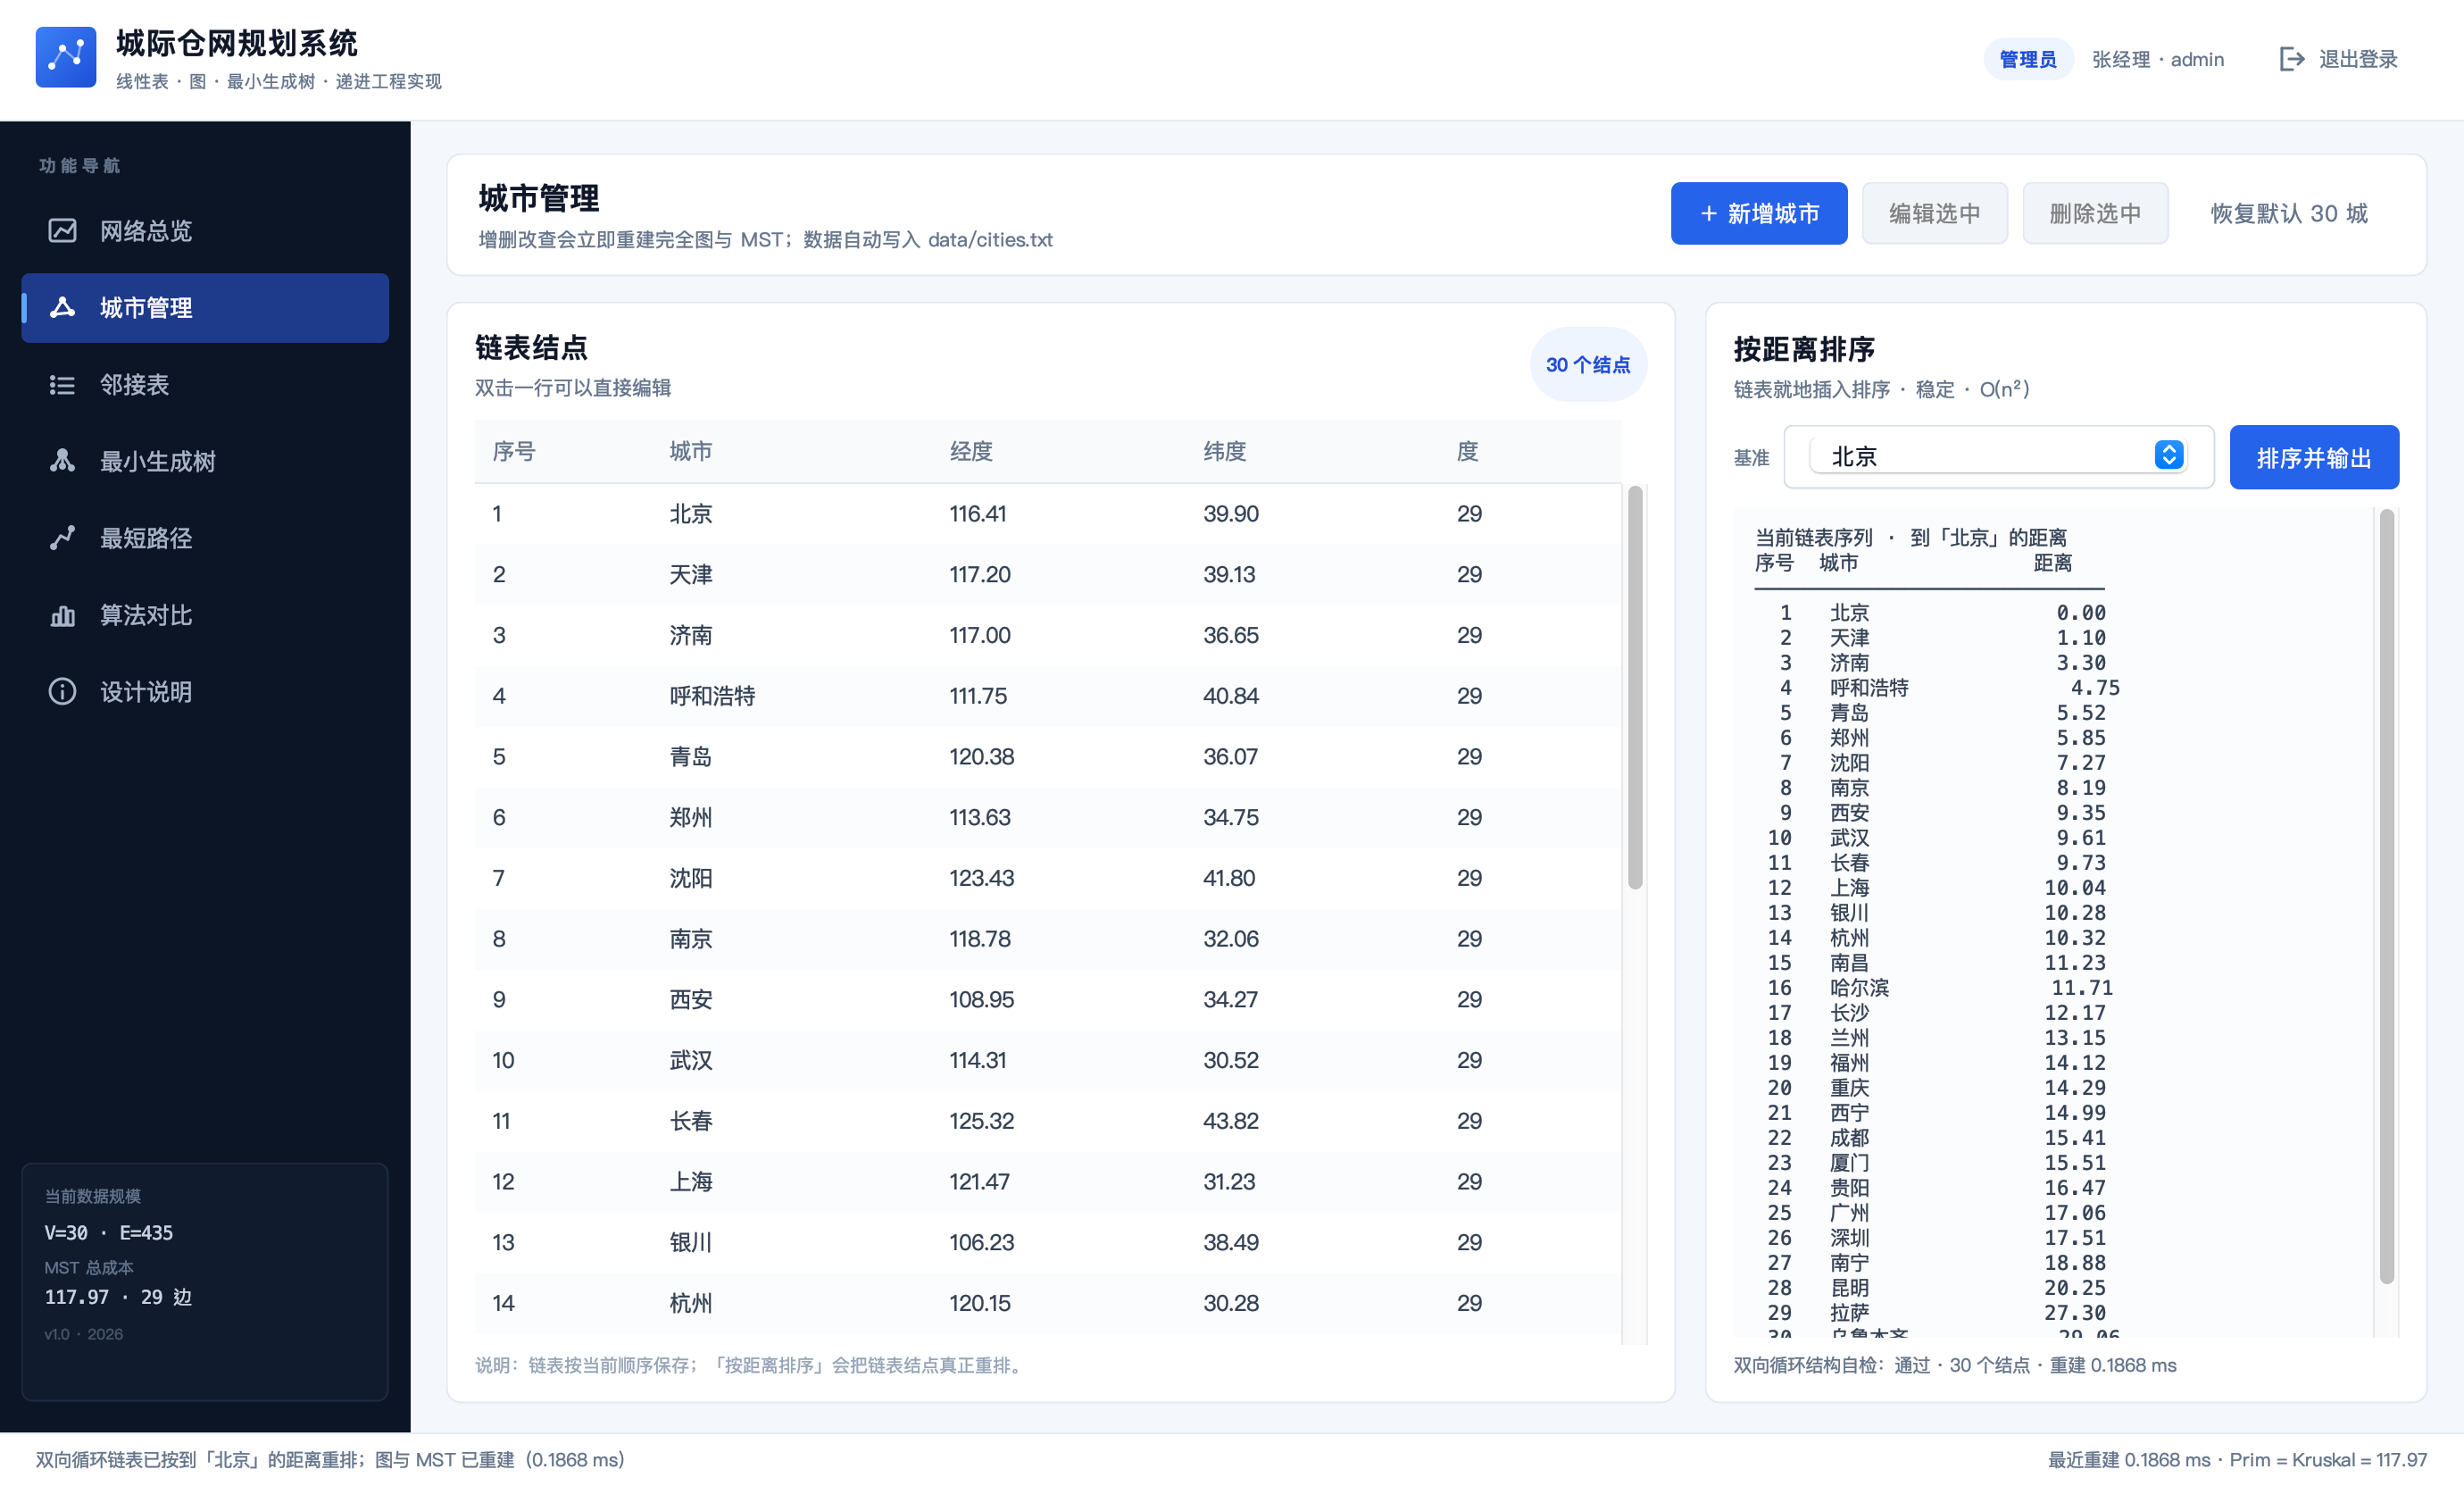 城际仓网规划系统
线性表 · 图 · 最小生成树 · 递进工程实现
管理员 张经理 · admin 退出登录
功能导航
网络总览
城市管理
邻接表
最小生成树
最短路径
算法对比
设计说明
当前数据规模
V=30 · E=435
MST 总成本
117.97 · 29 边
v1.0 · 2026
城市管理
增删改查会立即重建完全图与 MST；数据自动写入 data/cities.txt
+ 新增城市 编辑选中 删除选中 恢复默认 30 城
链表结点
双击一行可以直接编辑
30 个结点
序号 城市 经度 纬度 度
1 北京 116.41 39.90 29
2 天津 117.20 39.13 29
3 济南 117.00 36.65 29
4 呼和浩特 111.75 40.84 29
5 青岛 120.38 36.07 29
6 郑州 113.63 34.75 29
7 沈阳 123.43 41.80 29
8 南京 118.78 32.06 29
9 西安 108.95 34.27 29
10 武汉 114.31 30.52 29
11 长春 125.32 43.82 29
12 上海 121.47 31.23 29
13 银川 106.23 38.49 29
14 杭州 120.15 30.28 29
说明：链表按当前顺序保存；「按距离排序」会把链表结点真正重排。
按距离排序
链表就地插入排序 · 稳定 · O(n²)
基准 北京 排序并输出
当前链表序列 · 到「北京」的距离
序号 城市 距离
1 北京 0.00
2 天津 1.10
3 济南 3.30
4 呼和浩特 4.75
5 青岛 5.52
6 郑州 5.85
7 沈阳 7.27
8 南京 8.19
9 西安 9.35
10 武汉 9.61
11 长春 9.73
12 上海 10.04
13 银川 10.28
14 杭州 10.32
15 南昌 11.23
16 哈尔滨 11.71
17 长沙 12.17
18 兰州 13.15
19 福州 14.12
20 重庆 14.29
21 西宁 14.99
22 成都 15.41
23 厦门 15.51
24 贵阳 16.47
25 广州 17.06
26 深圳 17.51
27 南宁 18.88
28 昆明 20.25
29 拉萨 27.30
30 乌鲁木齐 29.06
双向循环结构自检：通过 · 30 个结点 · 重建 0.1868 ms
双向循环链表已按到「北京」的距离重排；图与 MST 已重建（0.1868 ms）
最近重建 0.1868 ms · Prim = Kruskal = 117.97